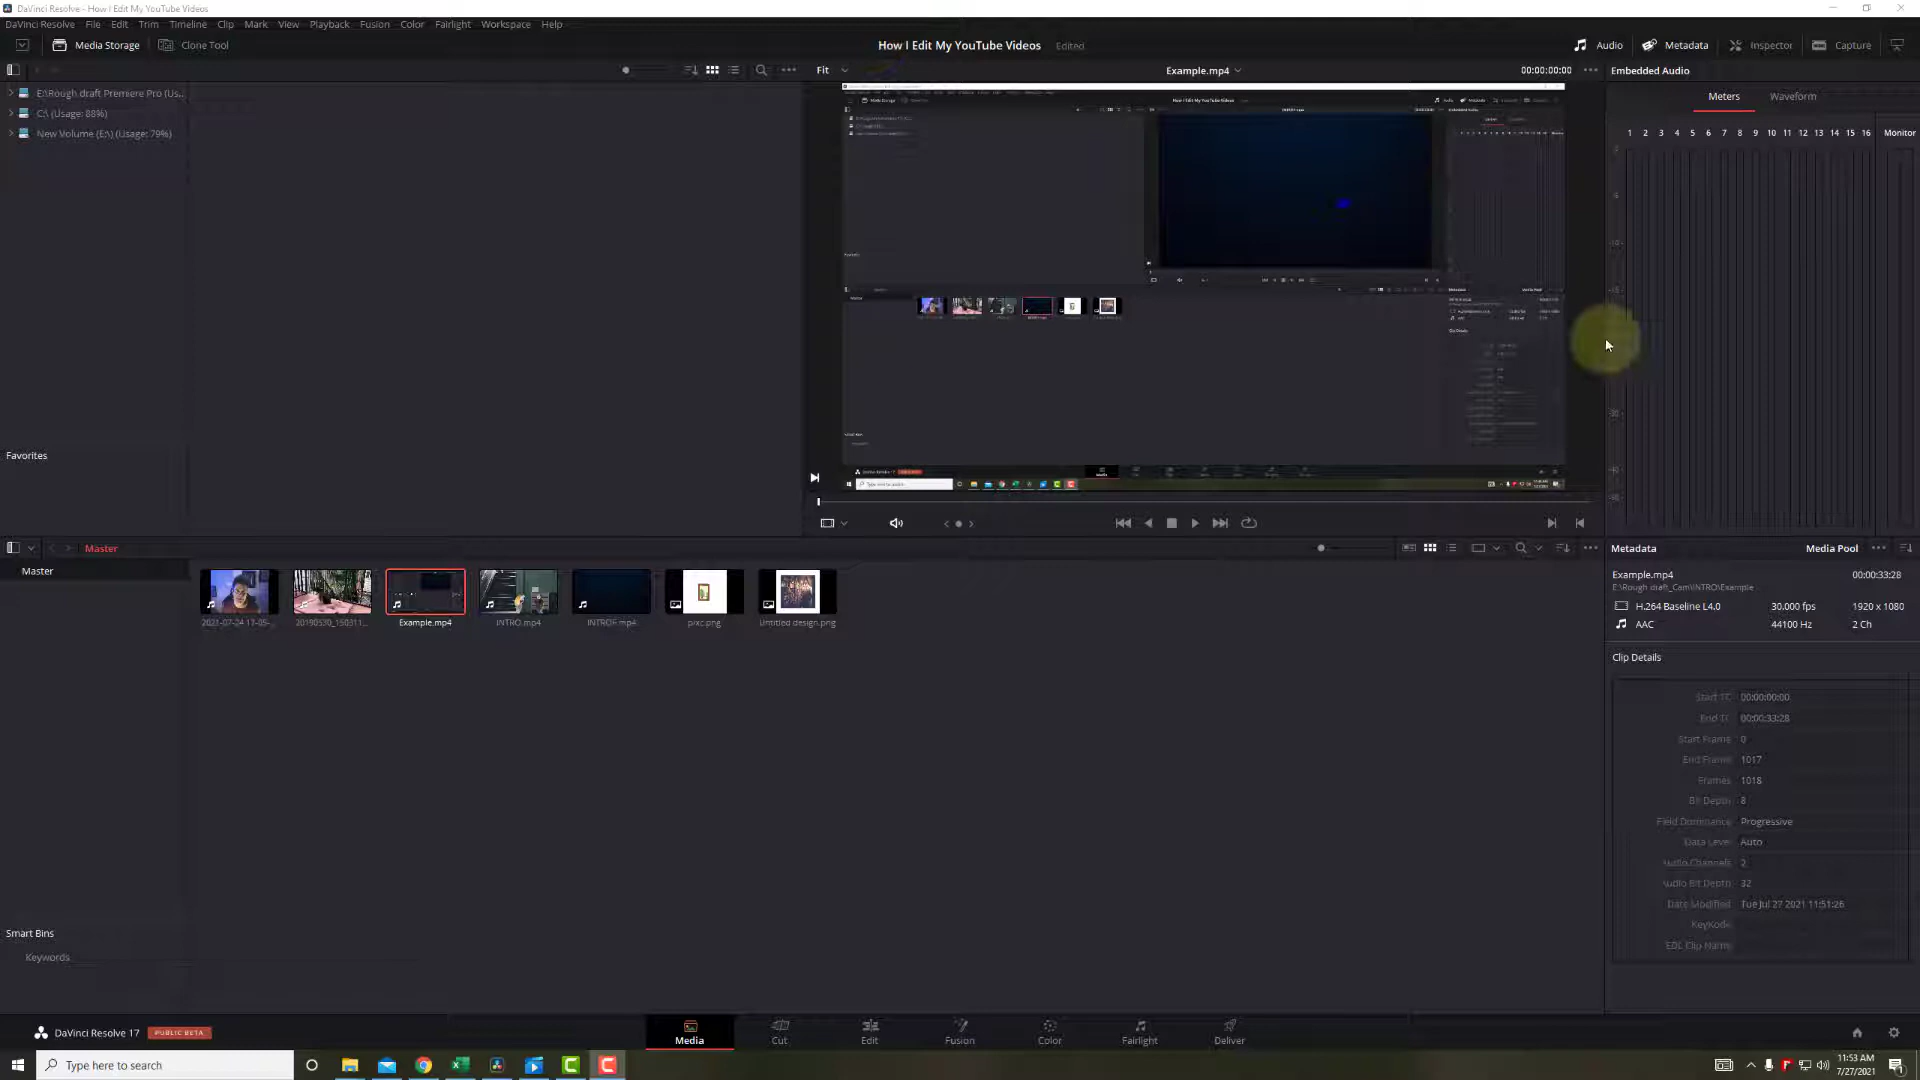 DaVinci Resolve - How I Edit My YouTube Videos
DaVinci Resolve File Edit Trim Timeline Clip Mark View Playback Fusion Color Fairlight Workspace Help
Media Storage Clone Tool How I Edit My YouTube Videos Edited Audio Metadata Inspector Capture
Fit Example.mp4 00:00:00:00 Embedded Audio
E:\Rough draft Premiere Pro (Us...
C:\ (Usage: 88%)
New Volume (E:\) (Usage: 79%)
Meters Waveform
1 2 3 4 5 6 7 8 9 10 11 12 13 14 15 16 Monitor
Favorites
Master
Metadata Media Pool
Master
2021-07-24 17-05-... 20190530_150311... Example.mp4 INTRO.mp4 INTROF.mp4 pixc.png Untitled design.png
Example.mp4 00:00:33:28
E:\Rough draft_Cam\INTRO\Example
H.264 Baseline L4.0 30.000 fps 1920 x 1080
AAC 44100 Hz 2 Ch
Clip Details
Start TC 00:00:00:00
End TC 00:00:33:28
Start Frame 0
End Frame 1017
Frames 1018
Bit Depth 8
Field Dominance Progressive
Data Level Auto
Audio Channels 2
Audio Bit Depth 32
Date Modified Tue Jul 27 2021 11:51:26
KeyKode
EDL Clip Name
Smart Bins
Keywords
DaVinci Resolve 17 PUBLIC BETA
Media Cut Edit Fusion Color Fairlight Deliver
Type here to search
11:53 AM
7/27/2021